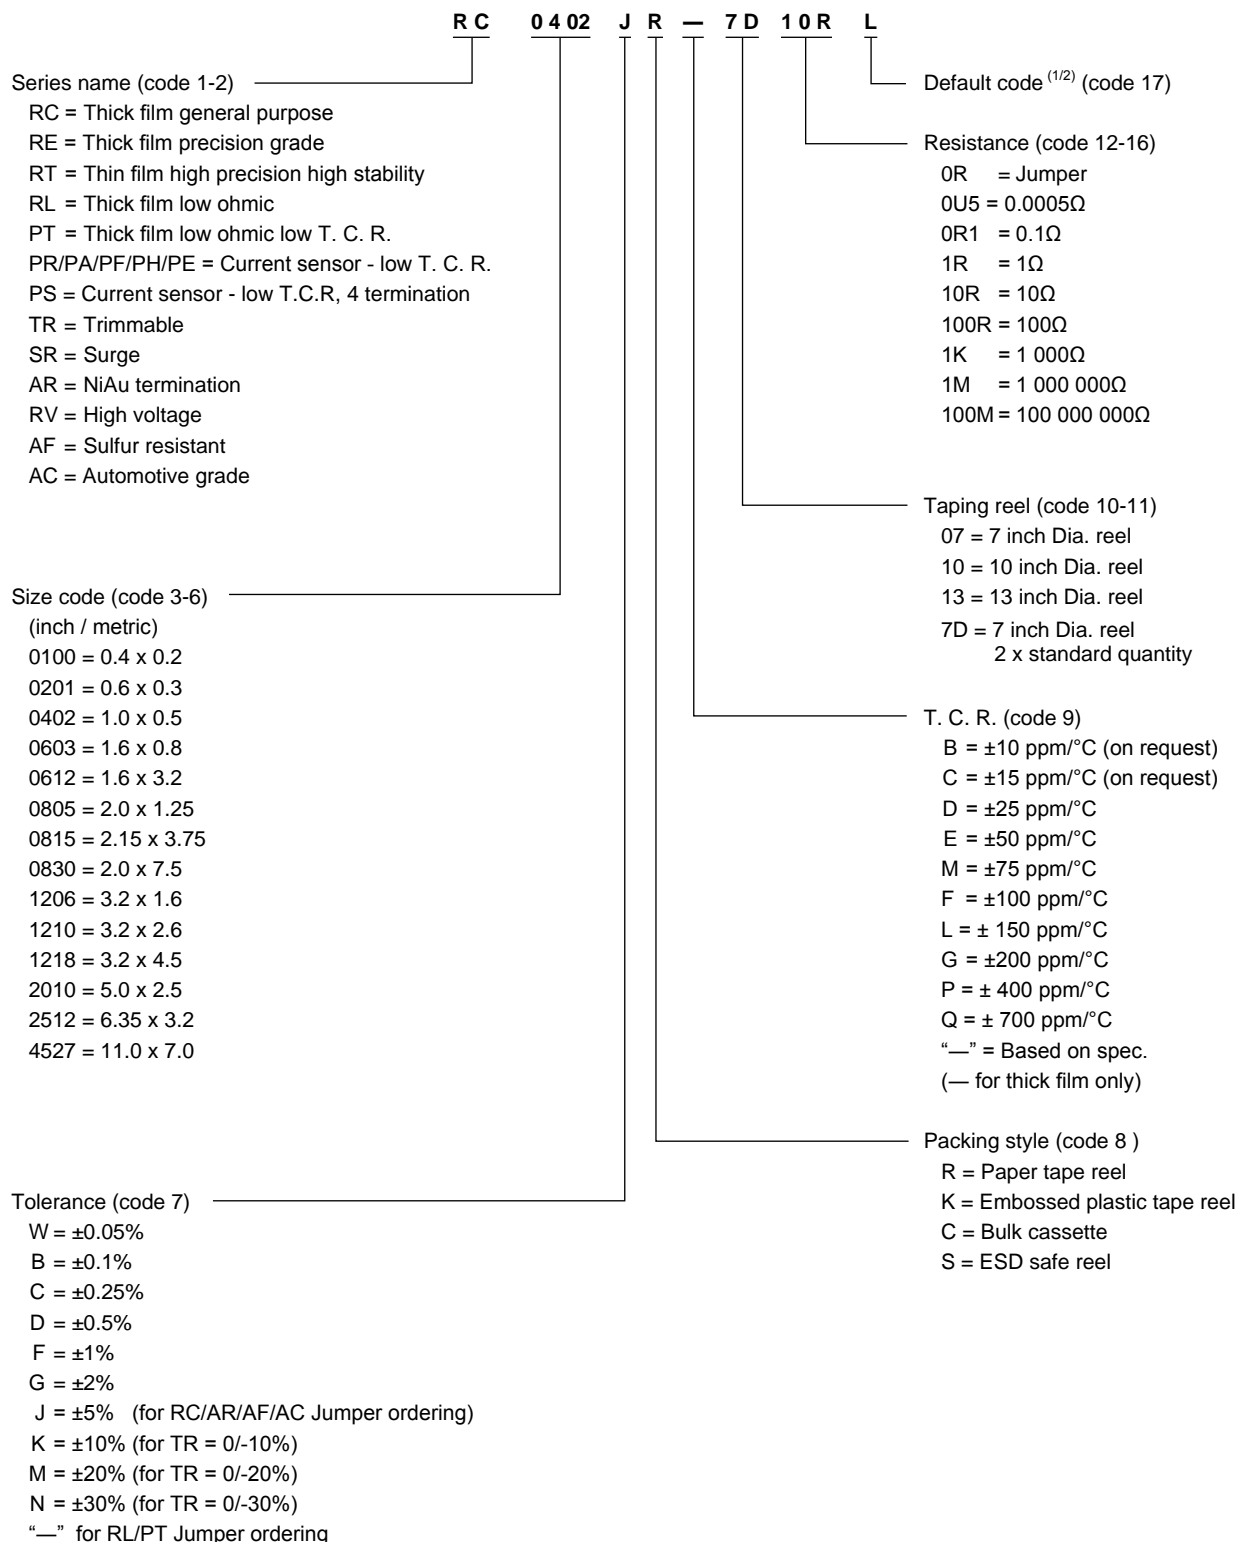 RC 0402 J R — 7D 10R L
Series name (code 1-2)
RC = Thick film general purpose
RE = Thick film precision grade
RT = Thin film high precision high stability
RL = Thick film low ohmic
PT = Thick film low ohmic low T. C. R.
PR/PA/PF/PH/PE = Current sensor - low T. C. R.
PS = Current sensor - low T.C.R, 4 termination
TR = Trimmable
SR = Surge
AR = NiAu termination
RV = High voltage
AF = Sulfur resistant
AC = Automotive grade
Size code (code 3-6)
(inch / metric)
0100 = 0.4 x 0.2
0201 = 0.6 x 0.3
0402 = 1.0 x 0.5
0603 = 1.6 x 0.8
0612 = 1.6 x 3.2
0805 = 2.0 x 1.25
0815 = 2.15 x 3.75
0830 = 2.0 x 7.5
1206 = 3.2 x 1.6
1210 = 3.2 x 2.6
1218 = 3.2 x 4.5
2010 = 5.0 x 2.5
2512 = 6.35 x 3.2
4527 = 11.0 x 7.0
Tolerance (code 7)
W = ±0.05%
B = ±0.1%
C = ±0.25%
D = ±0.5%
F = ±1%
G = ±2%
J = ±5% (for RC/AR/AF/AC Jumper ordering)
K = ±10% (for TR = 0/-10%)
M = ±20% (for TR = 0/-20%)
N = ±30% (for TR = 0/-30%)
“—” for RL/PT Jumper ordering
Default code (1/2) (code 17)
Resistance (code 12-16)
0R = Jumper
0U5 = 0.0005Ω
0R1 = 0.1Ω
1R = 1Ω
10R = 10Ω
100R = 100Ω
1K = 1 000Ω
1M = 1 000 000Ω
100M = 100 000 000Ω
Taping reel (code 10-11)
07 = 7 inch Dia. reel
10 = 10 inch Dia. reel
13 = 13 inch Dia. reel
7D = 7 inch Dia. reel
2 x standard quantity
T. C. R. (code 9)
B = ±10 ppm/°C (on request)
C = ±15 ppm/°C (on request)
D = ±25 ppm/°C
E = ±50 ppm/°C
M = ±75 ppm/°C
F = ±100 ppm/°C
L = ± 150 ppm/°C
G = ±200 ppm/°C
P = ± 400 ppm/°C
Q = ± 700 ppm/°C
“—” = Based on spec.
(— for thick film only)
Packing style (code 8 )
R = Paper tape reel
K = Embossed plastic tape reel
C = Bulk cassette
S = ESD safe reel